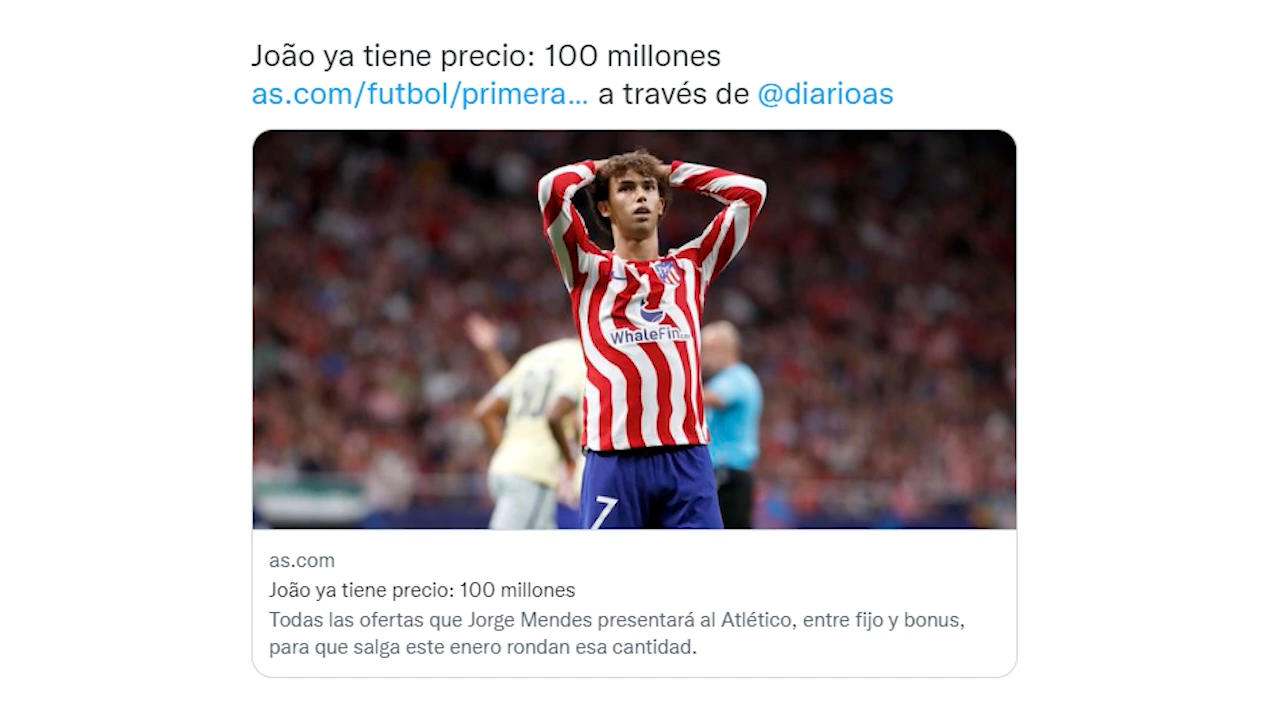 João ya tiene precio: 100 millones
as.com/futbol/primera... a través de @diarioas
WhaleFin
7
as.com
João ya tiene precio: 100 millones
Todas las ofertas que Jorge Mendes presentará al Atlético, entre fijo y bonus,
para que salga este enero rondan esa cantidad.